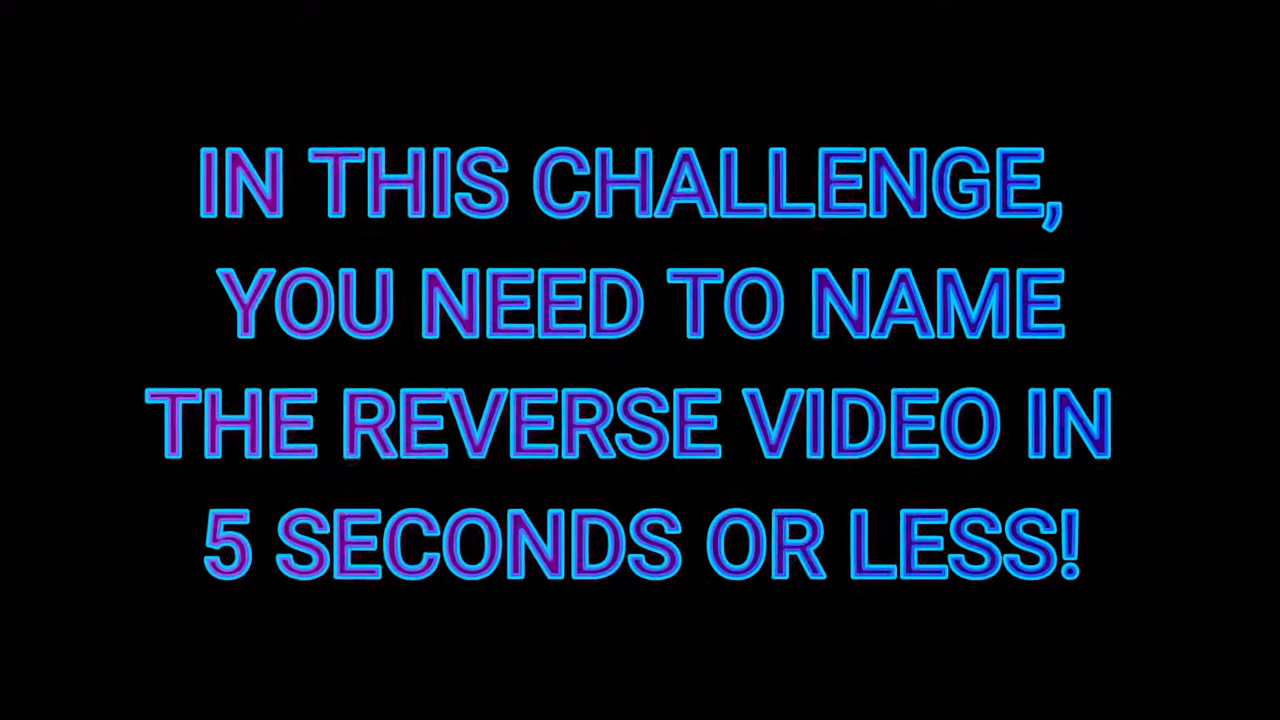 IN THIS CHALLENGE,
YOU NEED TO NAME
THE REVERSE VIDEO IN
5 SECONDS OR LESS!